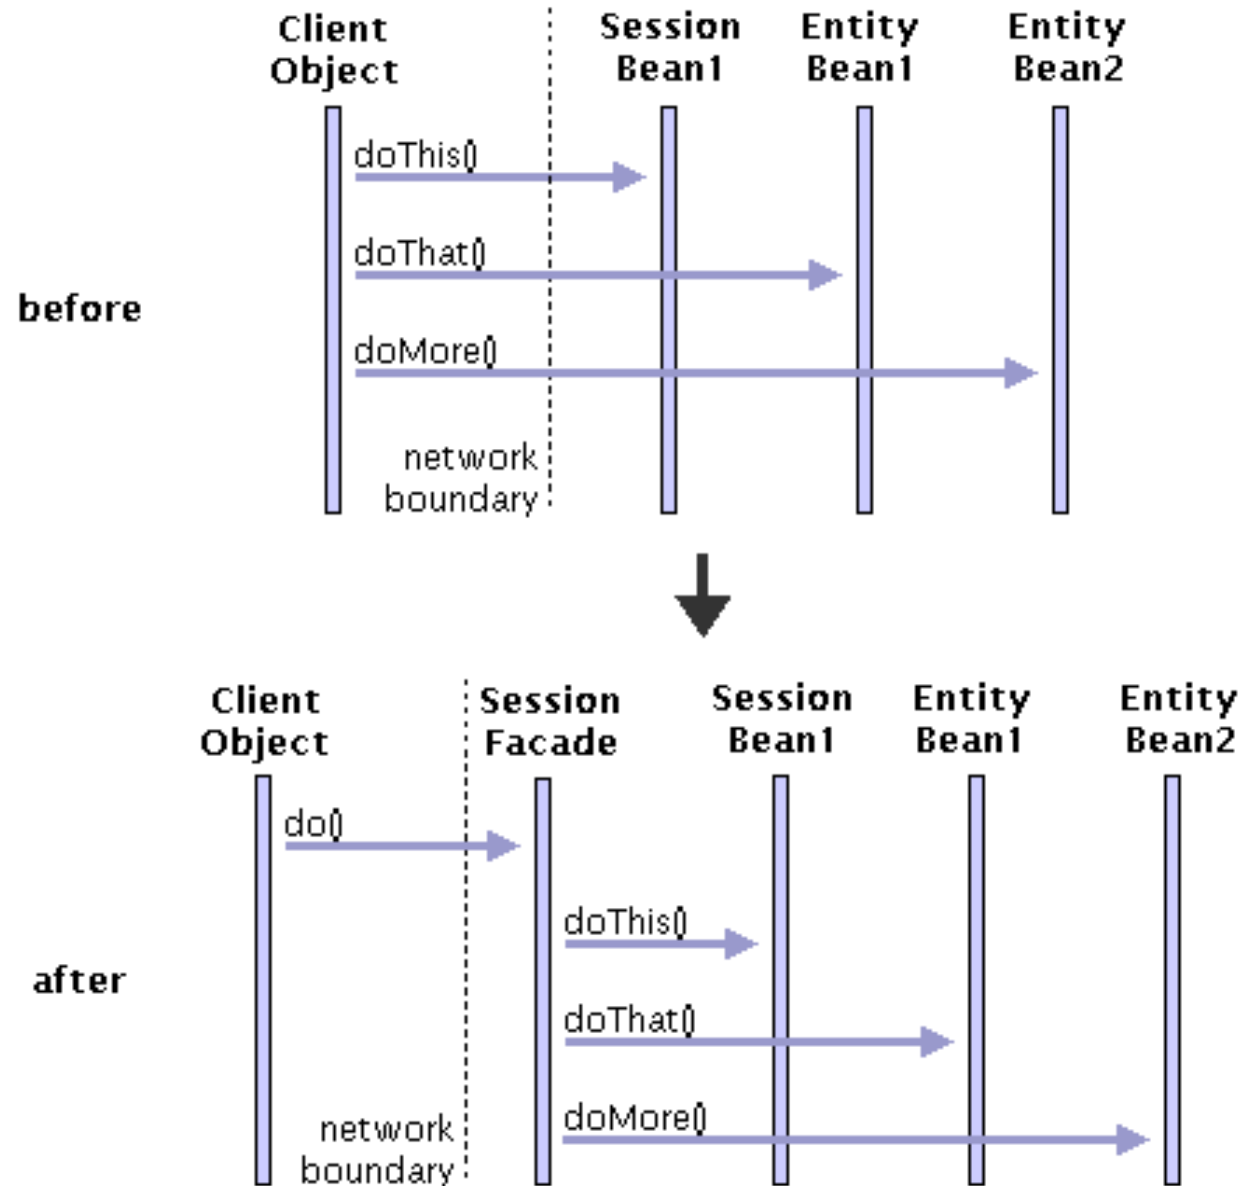 Client
Object
Session
Bean1
Entity
Bean1
Entity
Bean2
doThis()
doThat()
before
doMore()
network
boundary
Client
Object
Session
Facade
Session
Bean1
Entity
Bean1
Entity
Bean2
do()
doThis()
after
doThat()
doMore()
network
boundary